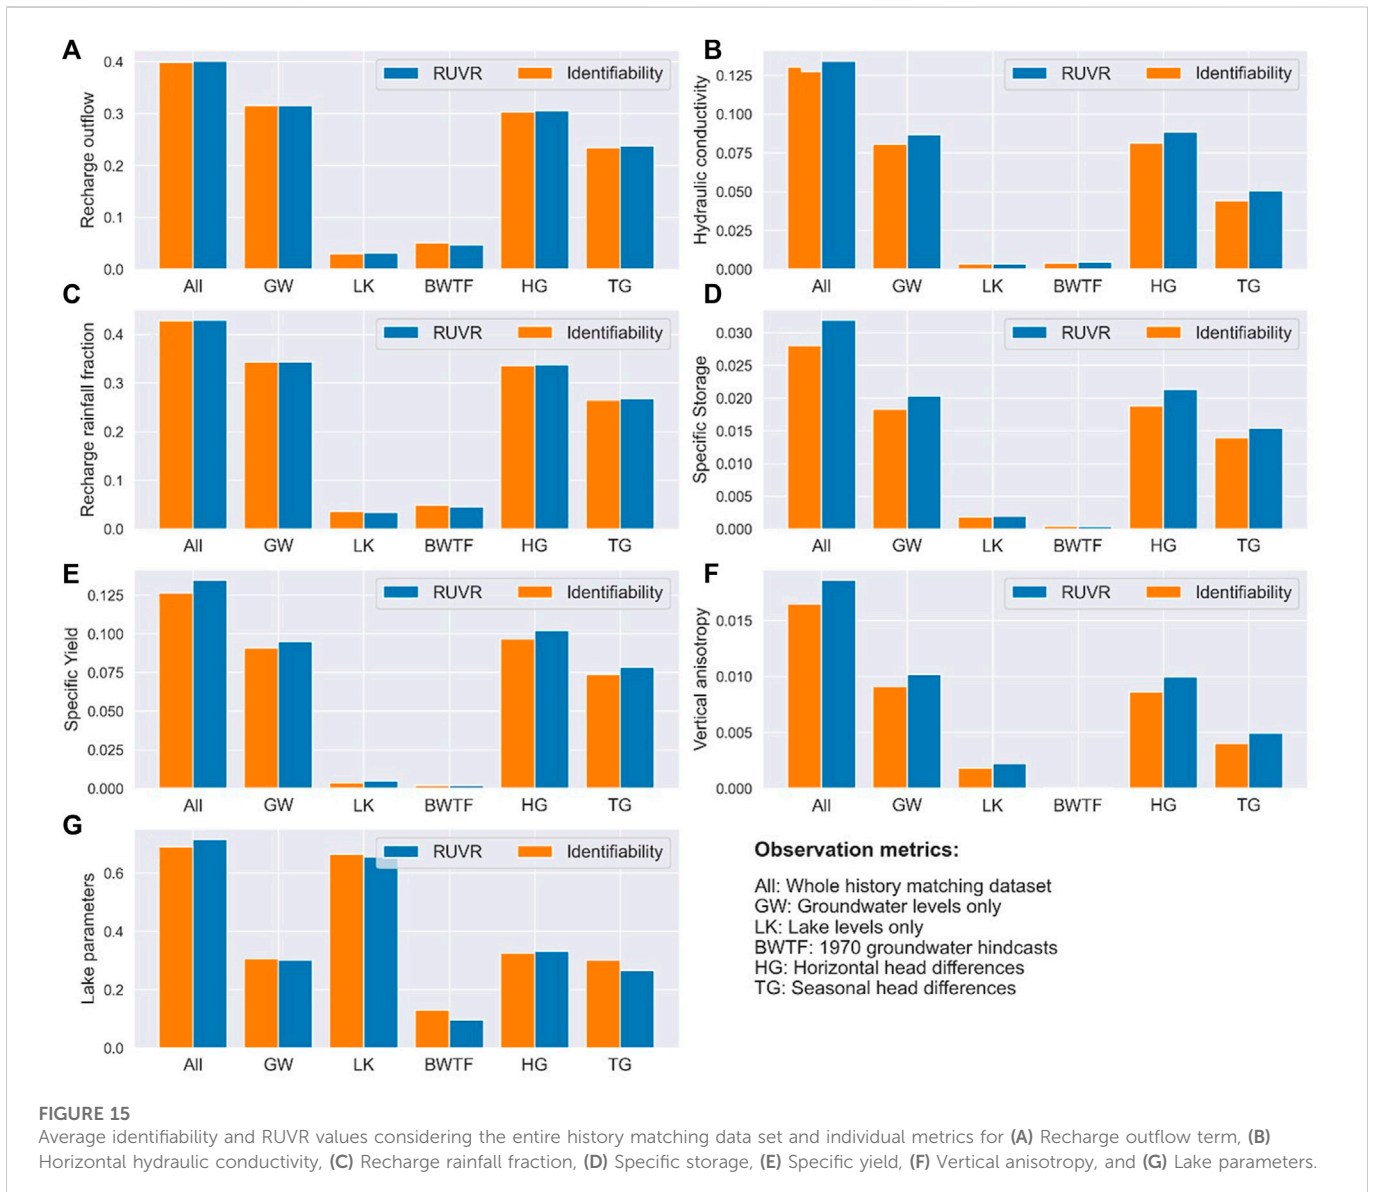 A
Recharge outflow
0.4
0.3
0.2
0.1
0.0
RUVR
Identifiability
All GW LK BWTF HG TG
B
Hydraulic conductivity
0.125
0.100
0.075
0.050
0.025
0.000
RUVR
Identifiability
All GW LK BWTF HG TG
C
Recharge rainfall fraction
0.4
0.3
0.2
0.1
0.0
RUVR
Identifiability
All GW LK BWTF HG TG
D
Specific Storage
0.030
0.025
0.020
0.015
0.010
0.005
0.000
RUVR
Identifiability
All GW LK BWTF HG TG
E
Specific Yield
0.125
0.100
0.075
0.050
0.025
0.000
RUVR
Identifiability
All GW LK BWTF HG TG
F
Vertical anisotropy
0.015
0.010
0.005
0.000
RUVR
Identifiability
All GW LK BWTF HG TG
G
Lake parameters
0.6
0.4
0.2
0.0
RUVR
Identifiability
All GW LK BWTF HG TG
Observation metrics:
All: Whole history matching dataset
GW: Groundwater levels only
LK: Lake levels only
BWTF: 1970 groundwater hindcasts
HG: Horizontal head differences
TG: Seasonal head differences
FIGURE 15
Average identifiability and RUVR values considering the entire history matching data set and individual metrics for (A) Recharge outflow term, (B)
Horizontal hydraulic conductivity, (C) Recharge rainfall fraction, (D) Specific storage, (E) Specific yield, (F) Vertical anisotropy, and (G) Lake parameters.